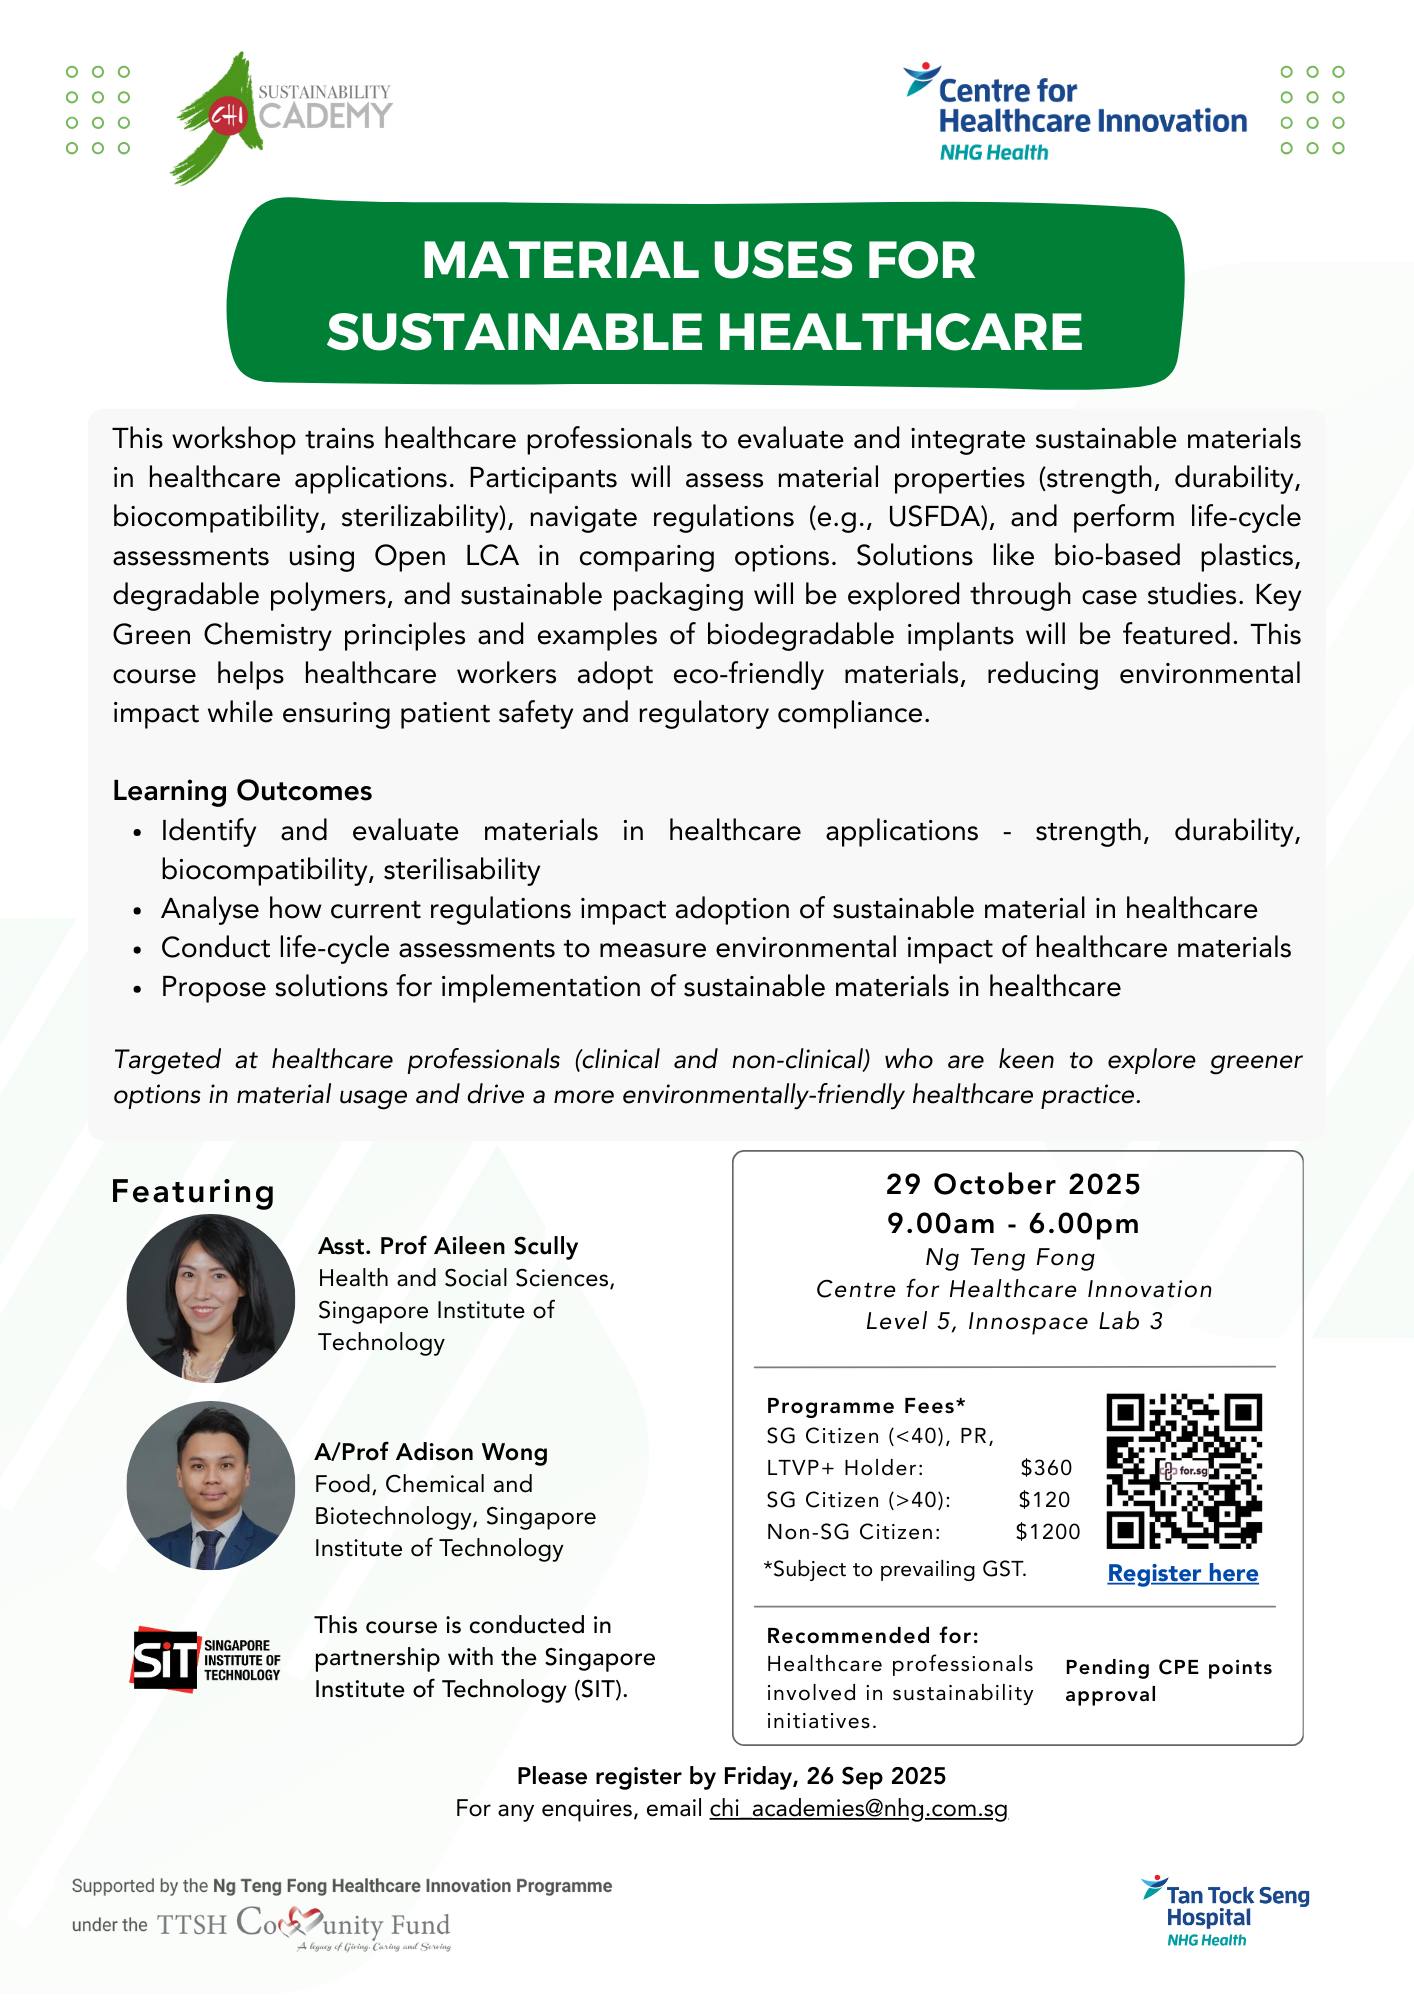 SUSTAINABILITY
CHI
CADEMY
Centre for
Healthcare Innovation
NHG Health
MATERIAL USES FOR
SUSTAINABLE HEALTHCARE
This workshop trains healthcare professionals to evaluate and integrate sustainable materials
in healthcare applications. Participants will assess material properties (strength, durability,
biocompatibility, sterilizability), navigate regulations (e.g., USFDA), and perform life-cycle
assessments using Open LCA in comparing options. Solutions like bio-based plastics,
degradable polymers, and sustainable packaging will be explored through case studies. Key
Green Chemistry principles and examples of biodegradable implants will be featured. This
course helps healthcare workers adopt eco-friendly materials, reducing environmental
impact while ensuring patient safety and regulatory compliance.
Learning Outcomes
• Identify and evaluate materials in healthcare applications - strength, durability,
biocompatibility, sterilisability
• Analyse how current regulations impact adoption of sustainable material in healthcare
• Conduct life-cycle assessments to measure environmental impact of healthcare materials
• Propose solutions for implementation of sustainable materials in healthcare
Targeted at healthcare professionals (clinical and non-clinical) who are keen to explore greener
options in material usage and drive a more environmentally-friendly healthcare practice.
Featuring
Asst. Prof Aileen Scully
Health and Social Sciences,
Singapore Institute of
Technology
A/Prof Adison Wong
Food, Chemical and
Biotechnology, Singapore
Institute of Technology
SiT SINGAPORE
INSTITUTE OF
TECHNOLOGY
This course is conducted in
partnership with the Singapore
Institute of Technology (SIT).
29 October 2025
9.00am - 6.00pm
Ng Teng Fong
Centre for Healthcare Innovation
Level 5, Innospace Lab 3
Programme Fees*
SG Citizen (<40), PR,
LTVP+ Holder: $360
SG Citizen (>40): $120
Non-SG Citizen: $1200
*Subject to prevailing GST.
for.sg
Register here
Recommended for:
Healthcare professionals
involved in sustainability
initiatives.
Pending CPE points
approval
Please register by Friday, 26 Sep 2025
For any enquires, email chi_academies@nhg.com.sg
Supported by the Ng Teng Fong Healthcare Innovation Programme
under the TTSH Community Fund
A legacy of Giving, Caring and Serving
Tan Tock Seng
Hospital
NHG Health